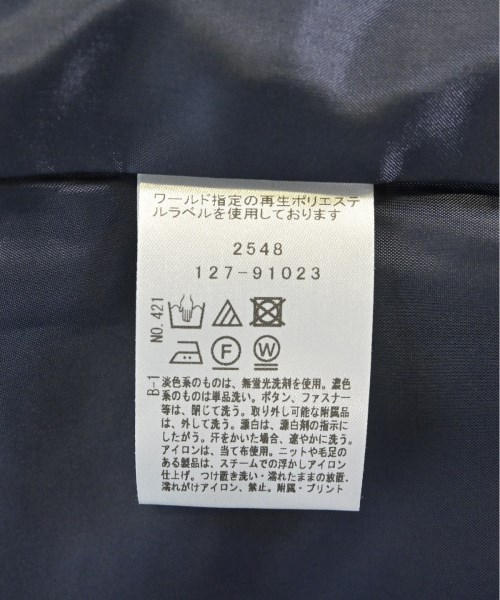 ワールド指定の再生ポリエステ
ルラベルを使用しております
2548
127-91023
NO.421
F
W
B-1
淡色系のものは、無蛍光洗剤を使用。濃色
系のものは単品洗い。ボタン、ファスナー
等は、閉じて洗う。取り外し可能な附属品
は、外して洗う。漂白は、漂白剤の指示に
したがう。汗をかいた場合、速やかに洗う。
アイロンは、当て布使用。ニットや毛足の
ある製品は、スチームでの浮かしアイロン
仕上げ。つけ置き洗い・濡れたままの放置、
濡れがけアイロン、禁止。附属・プリント